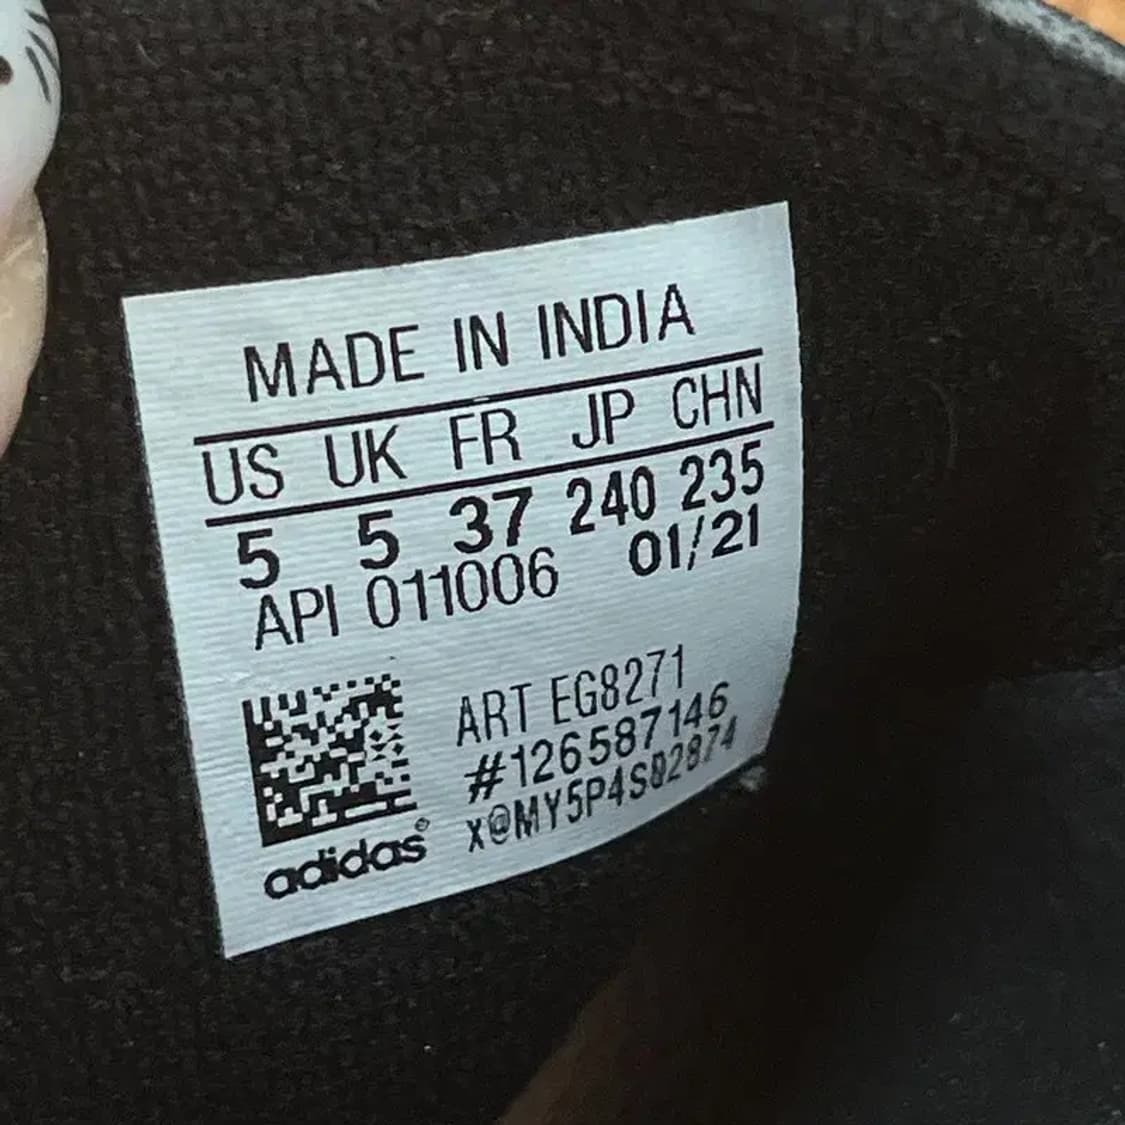 MADE IN INDIA
US UK FR JP CHN
5 5 37 240 235
API 011006 01/21
ART EG8271
#126587146
x@MY5P4S82874
adidas®